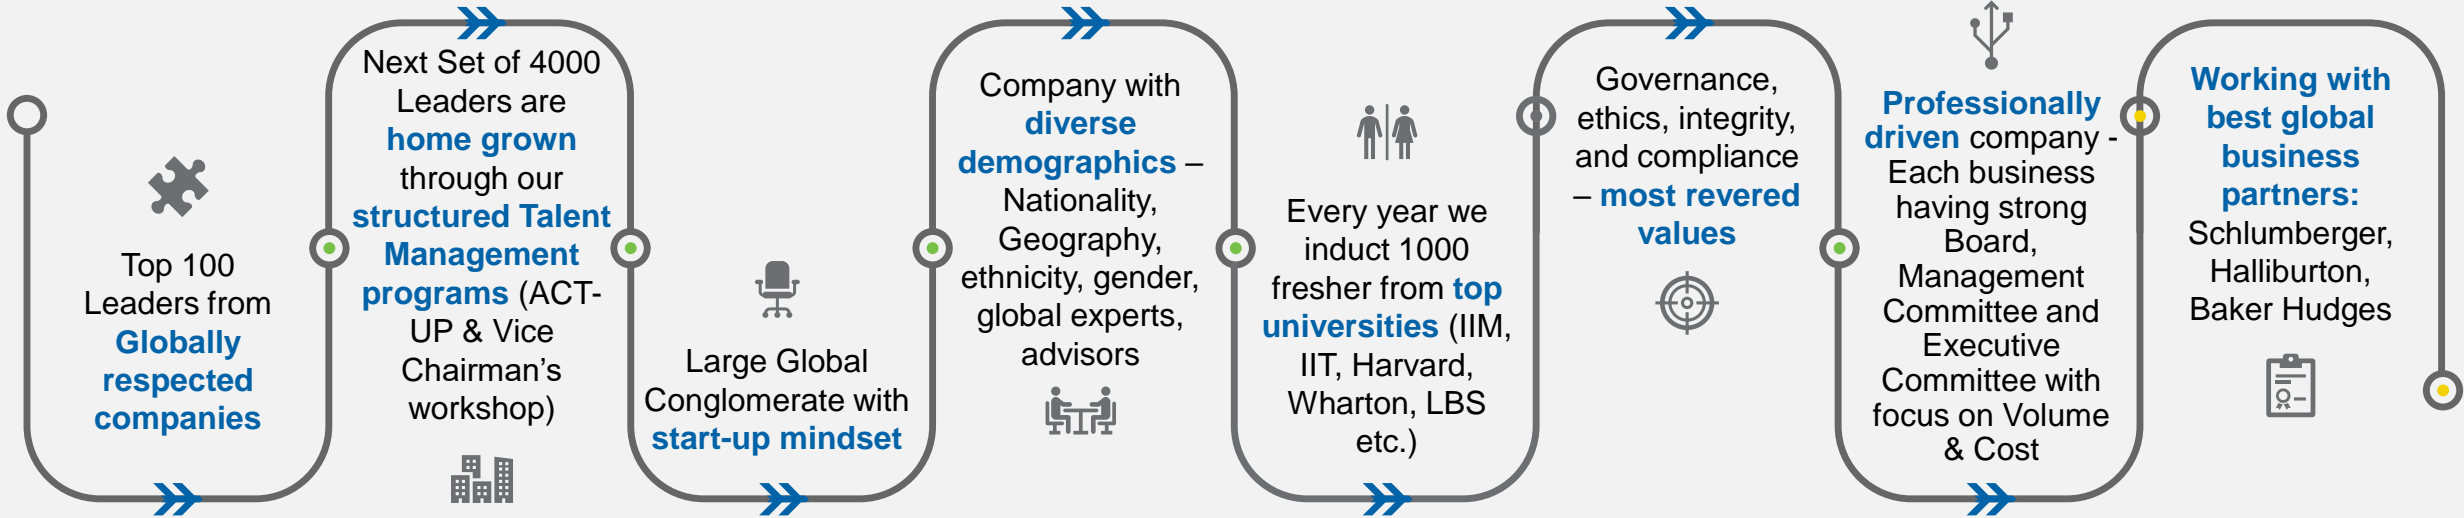 Top 100
Leaders from
Globally
respected
companies
Next Set of 4000
Leaders are
home grown
through our
structured Talent
Management
programs (ACT-
UP & Vice
Chairman’s
workshop)
Large Global
Conglomerate with
start-up mindset
Company with
diverse
demographics –
Nationality,
Geography,
ethnicity, gender,
global experts,
advisors
Every year we
induct 1000
fresher from top
universities (IIM,
IIT, Harvard,
Wharton, LBS
etc.)
Governance,
ethics, integrity,
and compliance
– most revered
values
Professionally
driven company -
Each business
having strong
Board,
Management
Committee and
Executive
Committee with
focus on Volume
& Cost
Working with
best global
business
partners:
Schlumberger,
Halliburton,
Baker Hudges